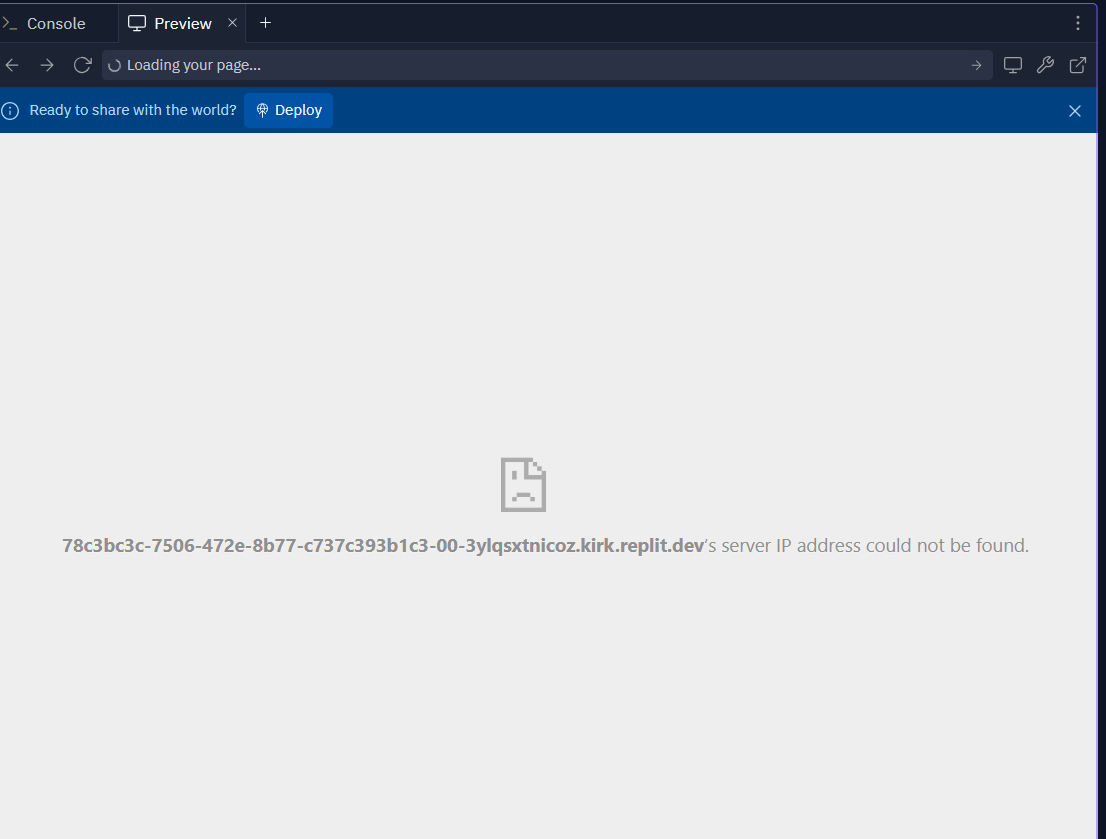 Console
Preview
Loading your page...
Ready to share with the world?
Deploy
78c3bc3c-7506-472e-8b77-c737c393b1c3-00-3ylqsxtnicoz.kirk.replit.dev’s server IP address could not be found.